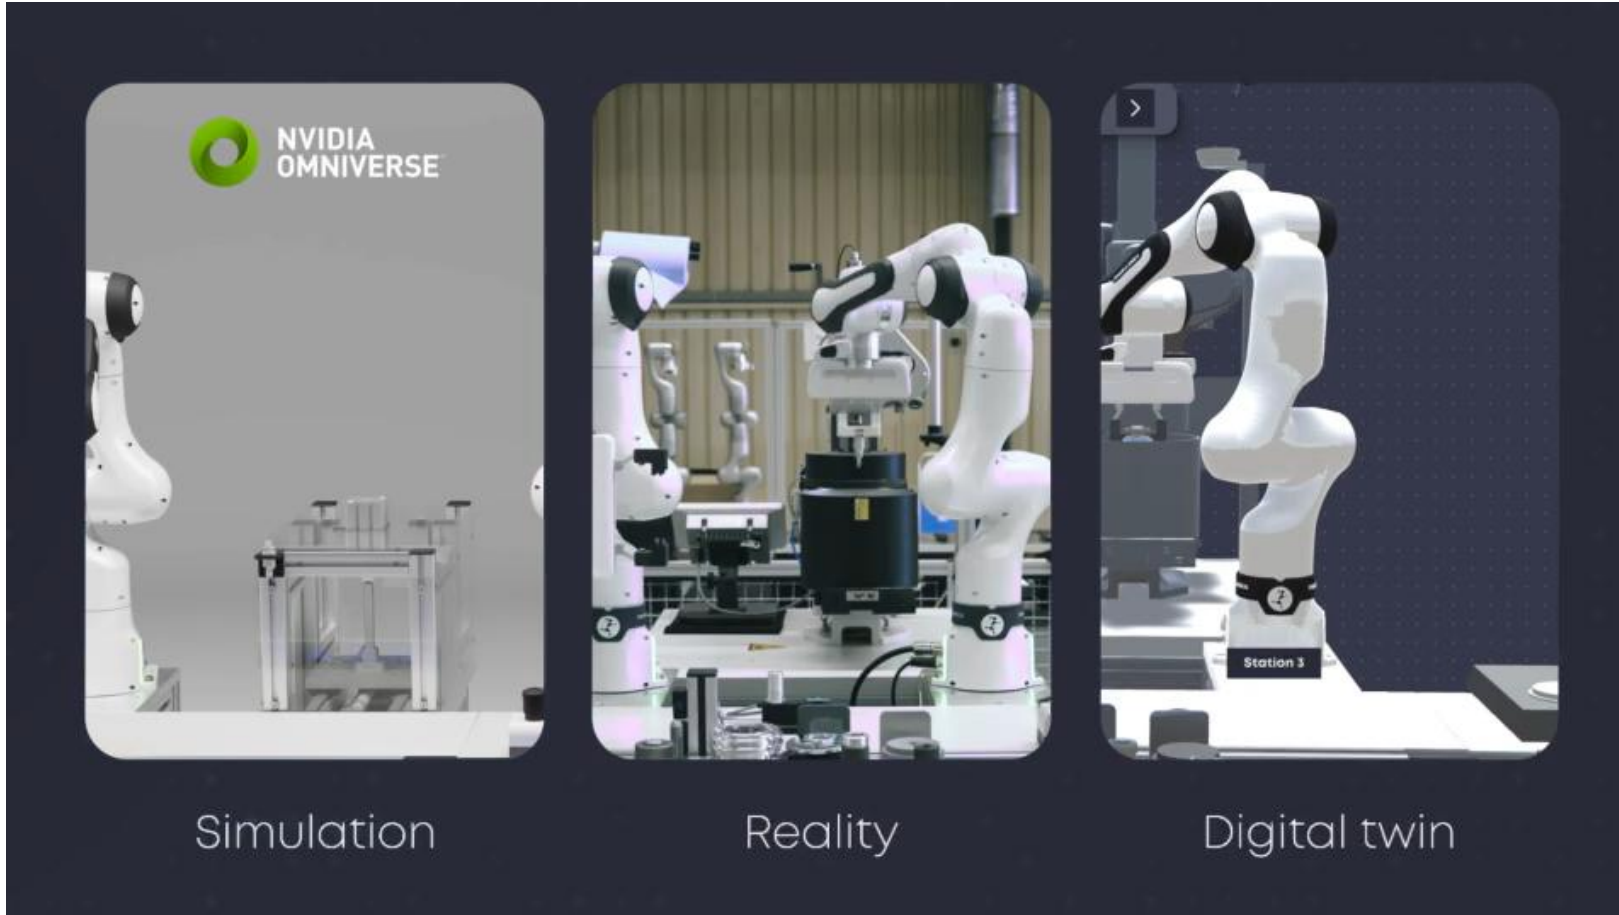 NVIDIA
OMNIVERSE
Station 3
Simulation
Reality
Digital twin